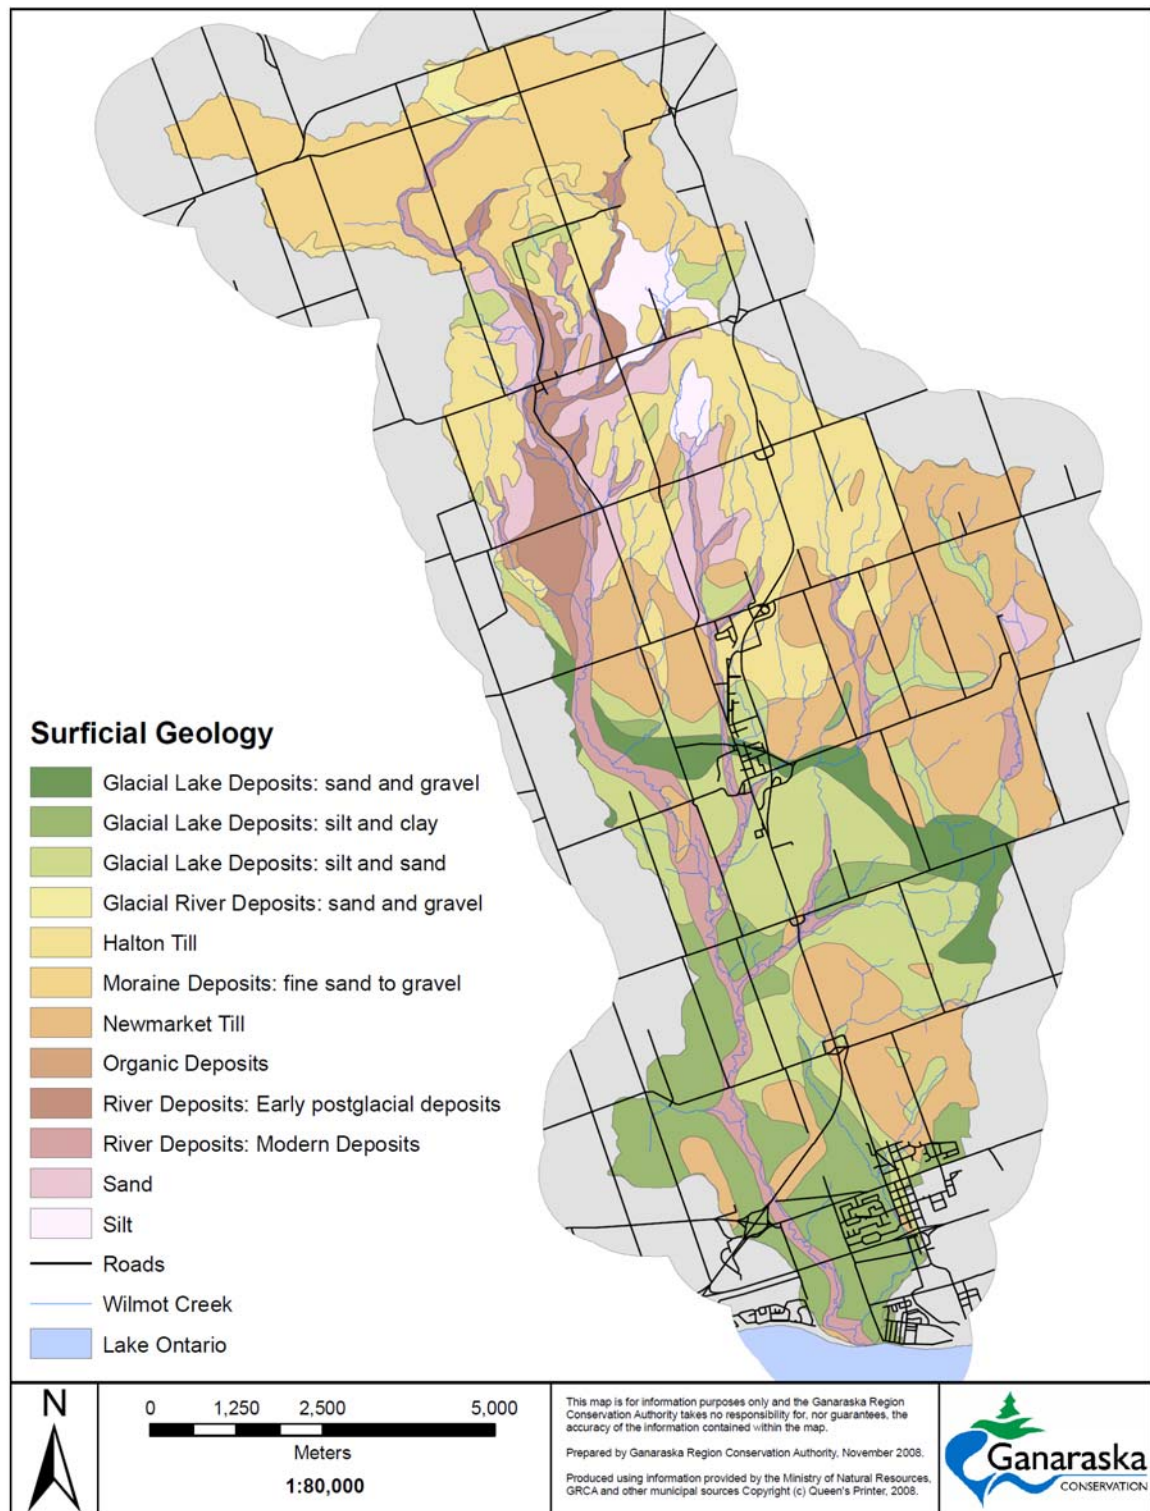 Surficial Geology
Glacial Lake Deposits: sand and gravel
Glacial Lake Deposits: silt and clay
Glacial Lake Deposits: silt and sand
Glacial River Deposits: sand and gravel
Halton Till
Moraine Deposits: fine sand to gravel
Newmarket Till
Organic Deposits
River Deposits: Early postglacial deposits
River Deposits: Modern Deposits
Sand
Silt
Roads
Wilmot Creek
Lake Ontario
N
0 1,250 2,500 5,000
Meters
1:80,000
This map is for information purposes only and the Ganaraska Region
Conservation Authority takes no responsibility for, nor guarantees, the
accuracy of the information contained within the map.
Prepared by Ganaraska Region Conservation Authority, November 2008.
Produced using information provided by the Ministry of Natural Resources,
GRCA and other municipal sources Copyright (c) Queen's Printer, 2008.
Ganaraska
CONSERVATION